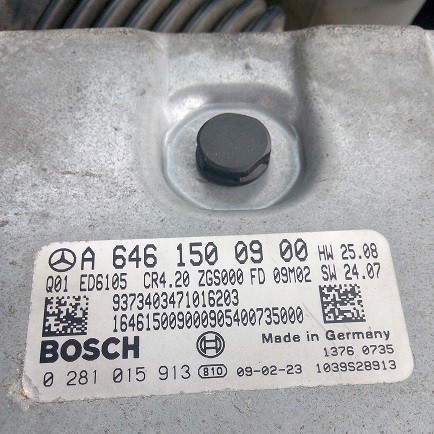 A 646 150 09 00 HW 25.08
Q01 ED6105 CR4.20 ZGS000 FD 09M02 SW 24.07
9373403471016203
164615009000905400735000
BOSCH
Made in Germany
1376 0735
0 281 015 913 810 09-02-23 1039S28913